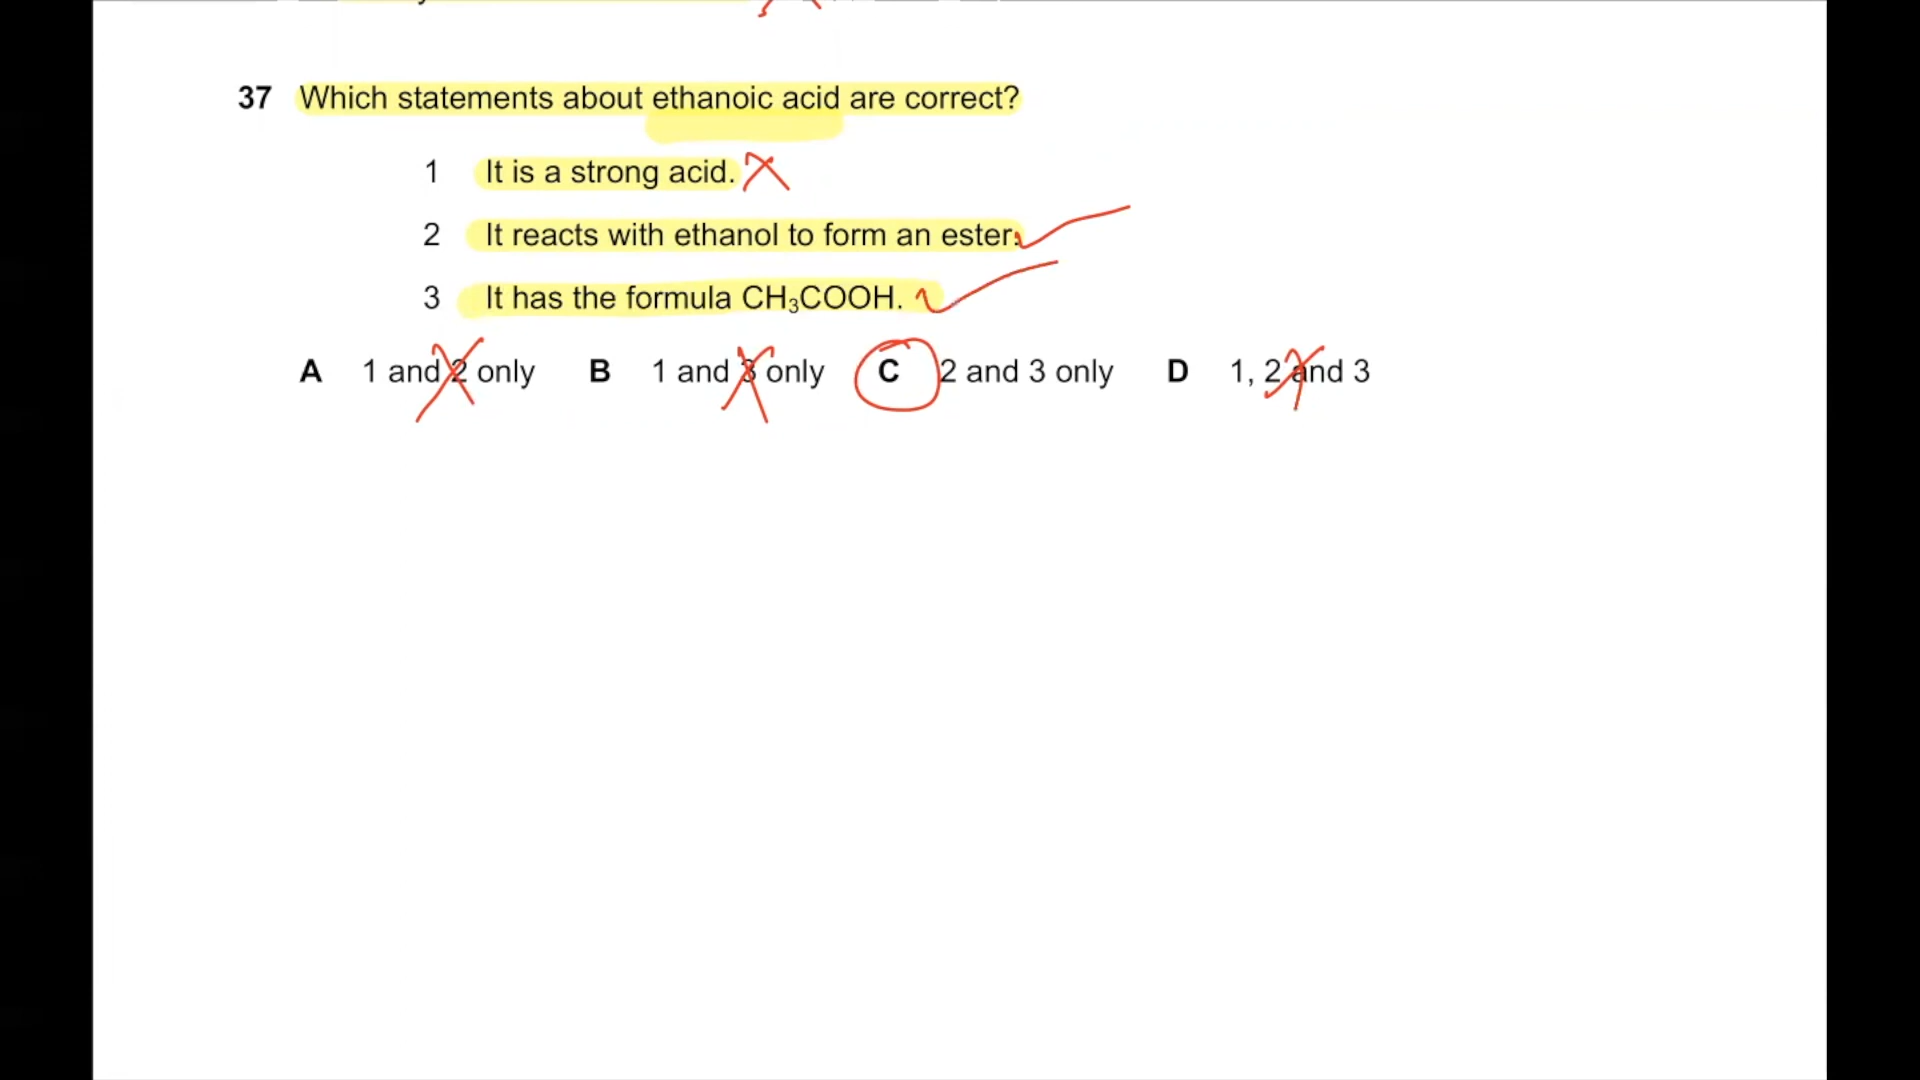 37 Which statements about ethanoic acid are correct?
1 It is a strong acid.
2 It reacts with ethanol to form an ester.
3 It has the formula CH₃COOH.
A 1 and 2 only B 1 and 3 only C 2 and 3 only D 1, 2 and 3